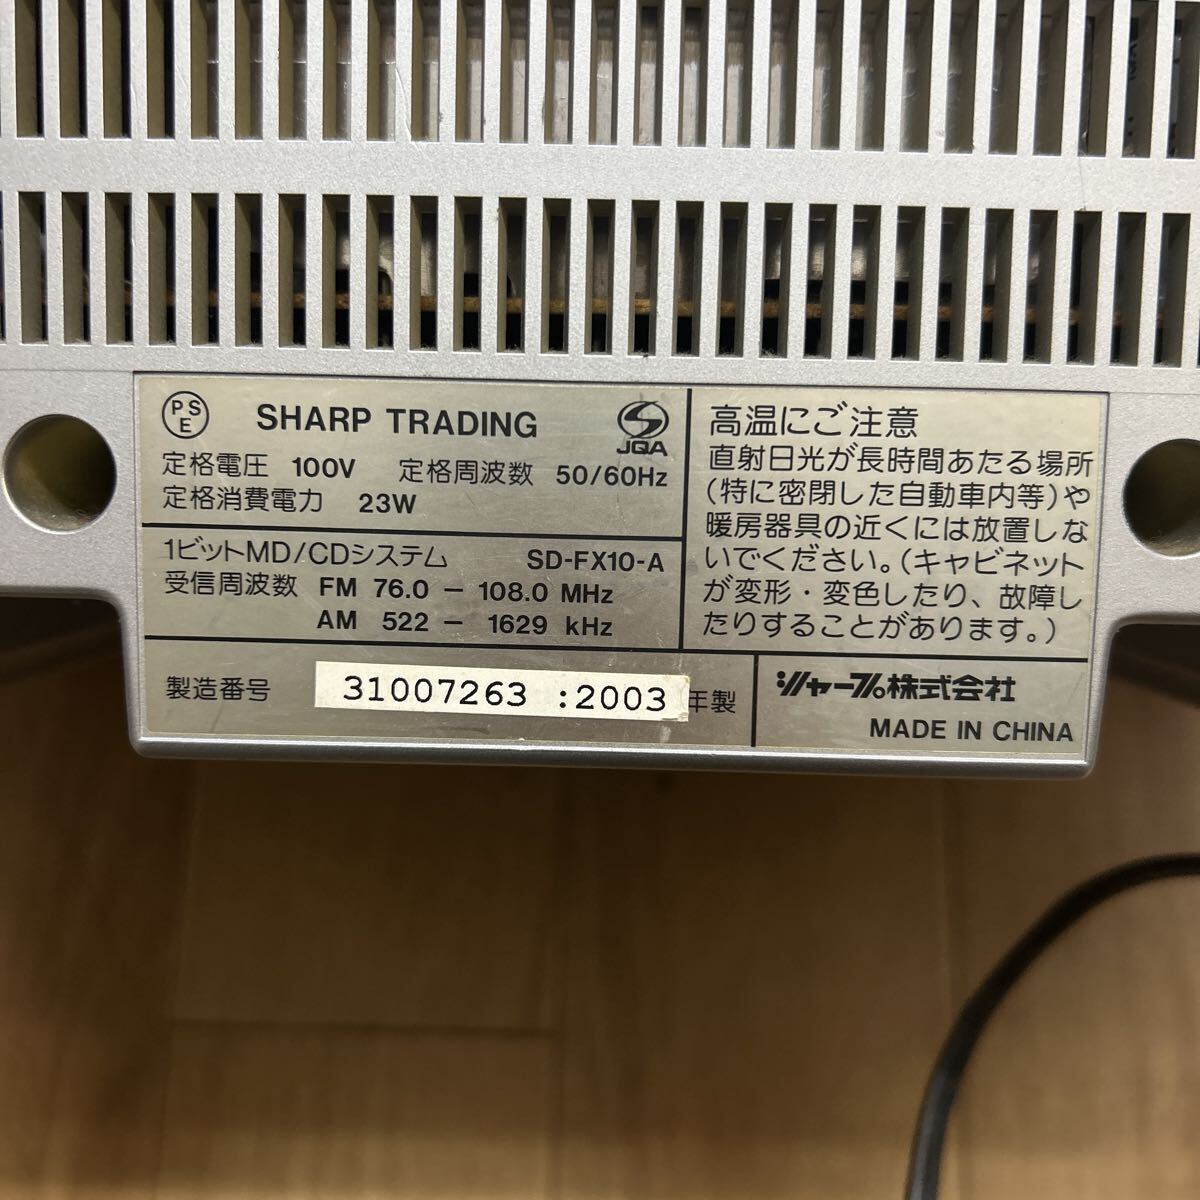 PSE SHARP TRADING JQA
定格電圧 100V 定格周波数 50/60Hz
定格消費電力 23W
1ビットMD/CDシステム SD-FX10-A
受信周波数 FM 76.0 − 108.0 MHz
AM 522 − 1629 kHz
高温にご注意
直射日光が長時間あたる場所
(特に密閉した自動車内等)や
暖房器具の近くには放置しな
いでください。(キャビネット
が変形・変色したり、故障し
たりすることがあります。)
製造番号 31007263 :2003 年製
シャープ株式会社
MADE IN CHINA